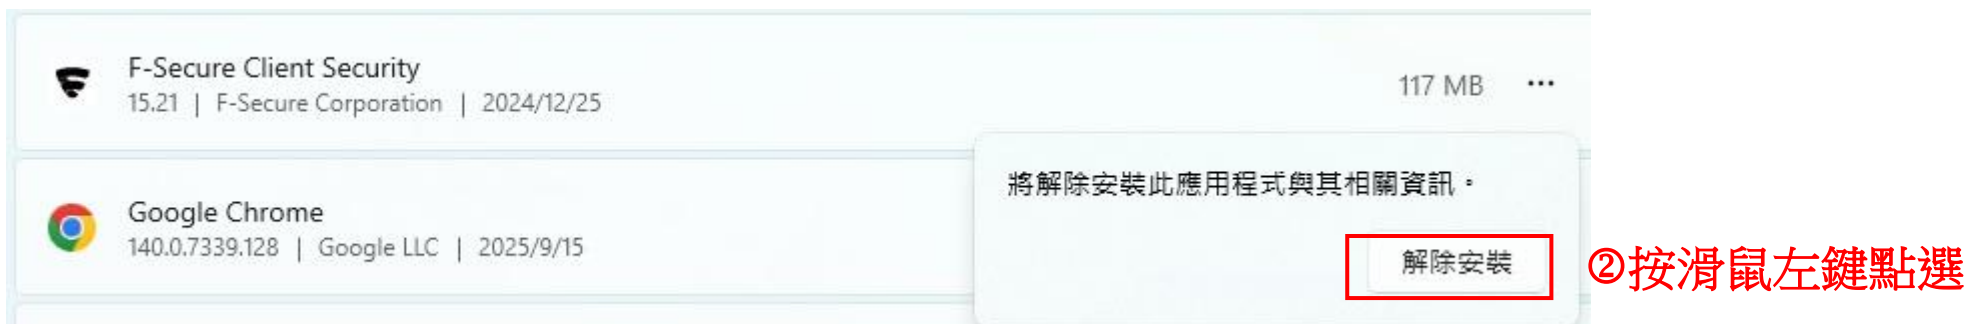 F-Secure Client Security
15.21 | F-Secure Corporation | 2024/12/25
117 MB
將解除安裝此應用程式與其相關資訊。
Google Chrome
140.0.7339.128 | Google LLC | 2025/9/15
解除安裝
②按滑鼠左鍵點選